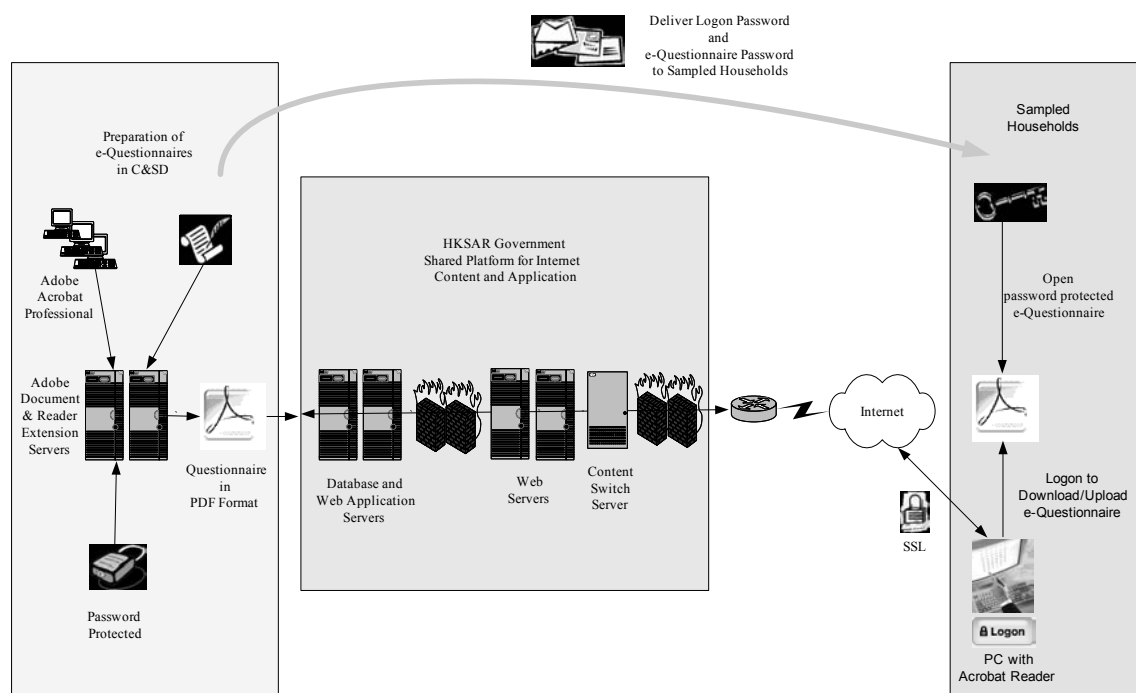 Deliver Logon Password
and
e-Questionnaire Password
to Sampled Households
Preparation of
e-Questionnaires
in C&SD
Adobe
Acrobat
Professional
Adobe
Document
& Reader
Extension
Servers
Questionnaire
in
PDF Format
Password
Protected
HKSAR Government
Shared Platform for Internet
Content and Application
Database and
Web Application
Servers
Web
Servers
Content
Switch
Server
Internet
SSL
Sampled
Households
Open
password protected
e-Questionnaire
Logon to
Download/Upload
e-Questionnaire
Logon
PC with
Acrobat Reader